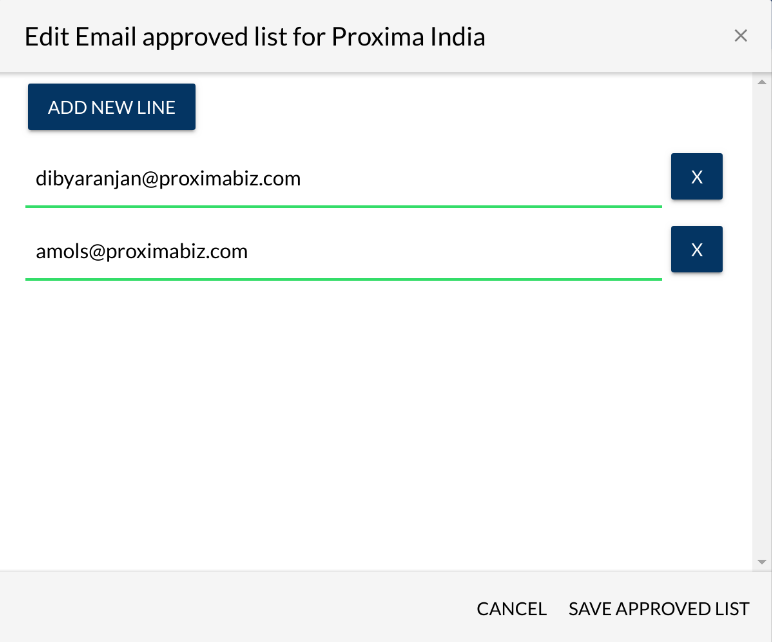 Edit Email approved list for Proxima India ×
ADD NEW LINE
dibyaranjan@proximabiz.com X
amols@proximabiz.com X
CANCEL SAVE APPROVED LIST